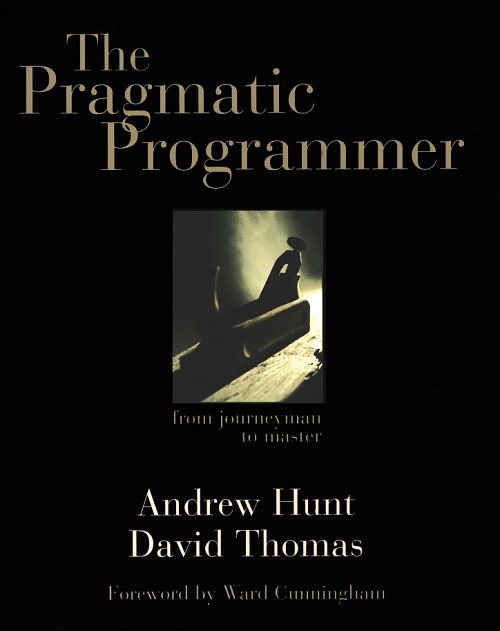 The
Pragmatic
Programmer
from journeyman
to master
Andrew Hunt
David Thomas
Foreword by Ward Cunningham